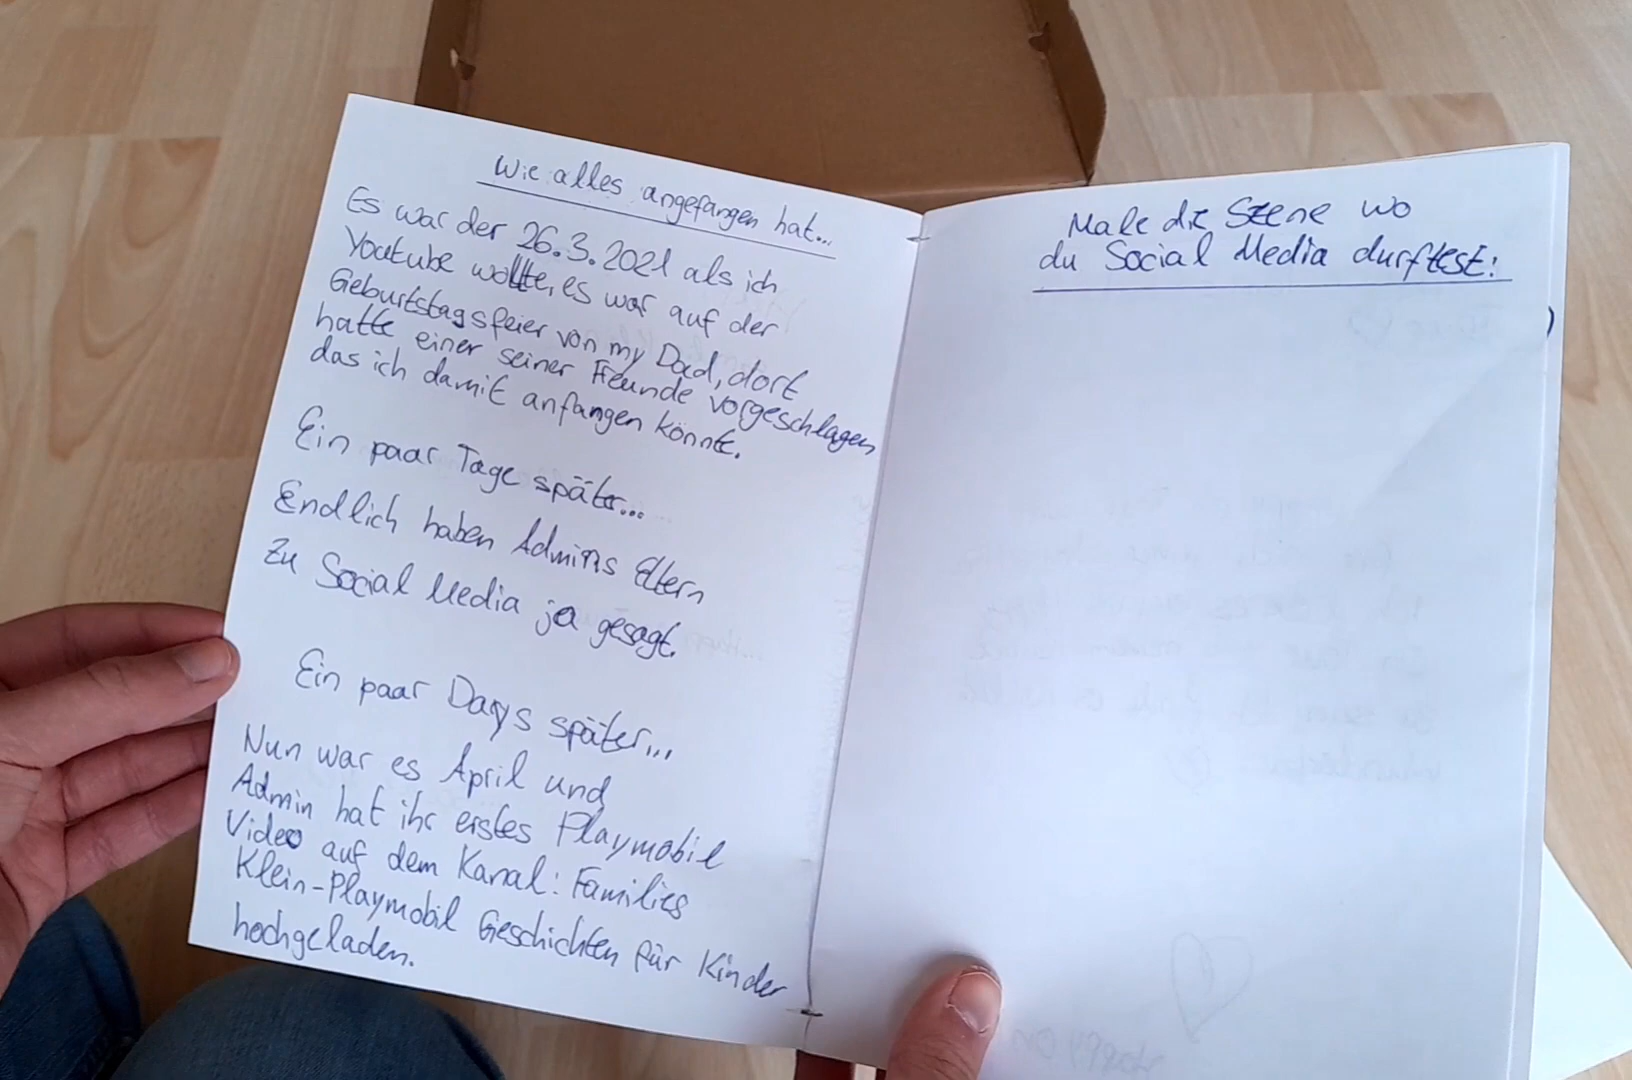 Wie alles angefangen hat...
Es war der 26.3.2021 als ich
Youtube wollte, es war auf der
Geburtstagsfeier von my Dad, dort
hatte einer seiner Freunde vorgeschlagen
das ich damit anfangen könnte.
Ein paar Tage später...
Endlich haben Admins Eltern
Zu Social Media ja gesagt.
Ein paar Days später...
Nun war es April und
Admin hat ihr erstes Playmobil
Video auf dem Kanal: Families
Klein-Playmobil Geschichten für Kinder
hochgeladen.
Male die Szene wo
du Social Media durftest: